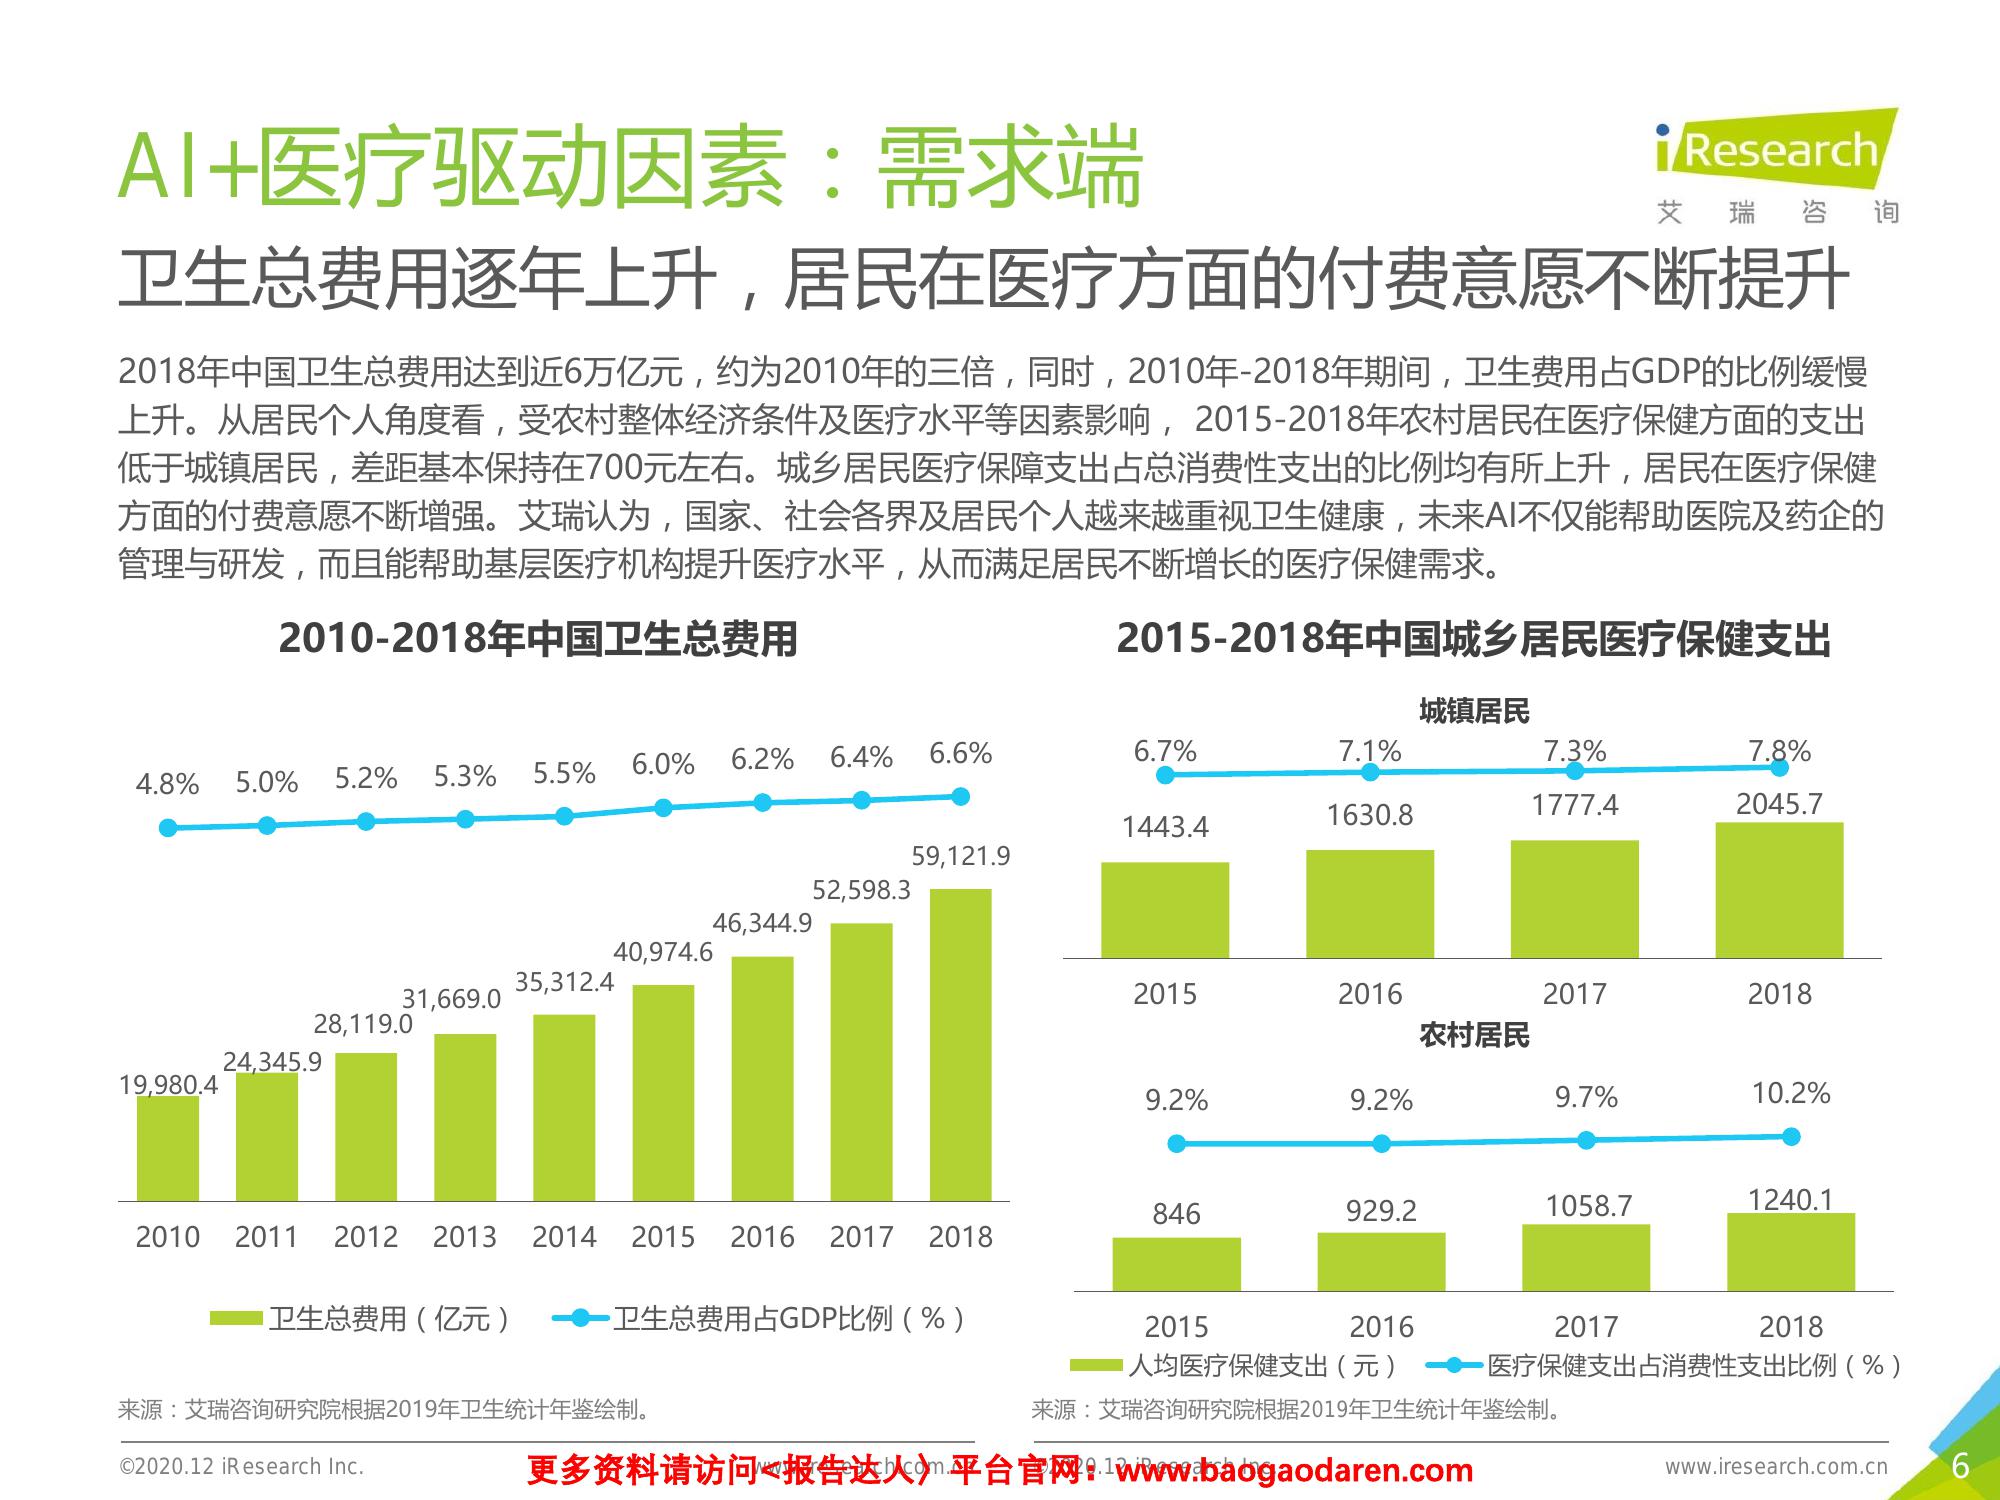 AI+医疗驱动因素：需求端
iResearch
艾瑞咨询
卫生总费用逐年上升，居民在医疗方面的付费意愿不断提升
2018年中国卫生总费用达到近6万亿元，约为2010年的三倍，同时，2010年-2018年期间，卫生费用占GDP的比例缓慢
上升。从居民个人角度看，受农村整体经济条件及医疗水平等因素影响， 2015-2018年农村居民在医疗保健方面的支出
低于城镇居民，差距基本保持在700元左右。城乡居民医疗保障支出占总消费性支出的比例均有所上升，居民在医疗保健
方面的付费意愿不断增强。艾瑞认为，国家、社会各界及居民个人越来越重视卫生健康，未来AI不仅能帮助医院及药企的
管理与研发，而且能帮助基层医疗机构提升医疗水平，从而满足居民不断增长的医疗保健需求。
2010-2018年中国卫生总费用
4.8% 5.0% 5.2% 5.3% 5.5% 6.0% 6.2% 6.4% 6.6%
19,980.4 24,345.9 28,119.0 31,669.0 35,312.4 40,974.6 46,344.9 52,598.3 59,121.9
2010 2011 2012 2013 2014 2015 2016 2017 2018
卫生总费用（亿元） 卫生总费用占GDP比例（%）
来源：艾瑞咨询研究院根据2019年卫生统计年鉴绘制。
2015-2018年中国城乡居民医疗保健支出
城镇居民
6.7% 7.1% 7.3% 7.8%
1443.4 1630.8 1777.4 2045.7
2015 2016 2017 2018
农村居民
9.2% 9.2% 9.7% 10.2%
846 929.2 1058.7 1240.1
2015 2016 2017 2018
人均医疗保健支出（元） 医疗保健支出占消费性支出比例（%）
来源：艾瑞咨询研究院根据2019年卫生统计年鉴绘制。
©2020.12 iResearch Inc. www.iresearch.com.cn
©2020.12 iResearch Inc. www.iresearch.com.cn
更多资料请访问<报告达人〉平台官网：www.baogaodaren.com
6